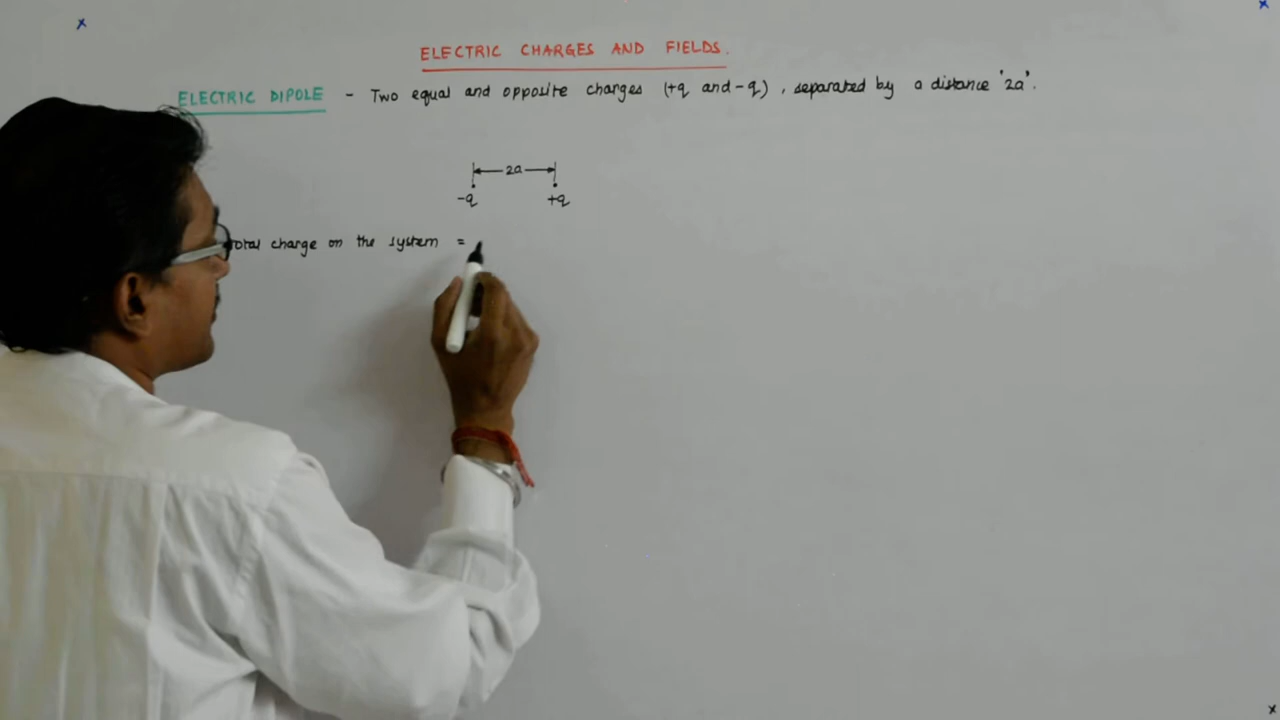 ELECTRIC CHARGES AND FIELDS.
ELECTRIC DIPOLE - Two equal and opposite charges (+q and -q), separated by a distance '2a'.
2a
-q +q
charge on the system =